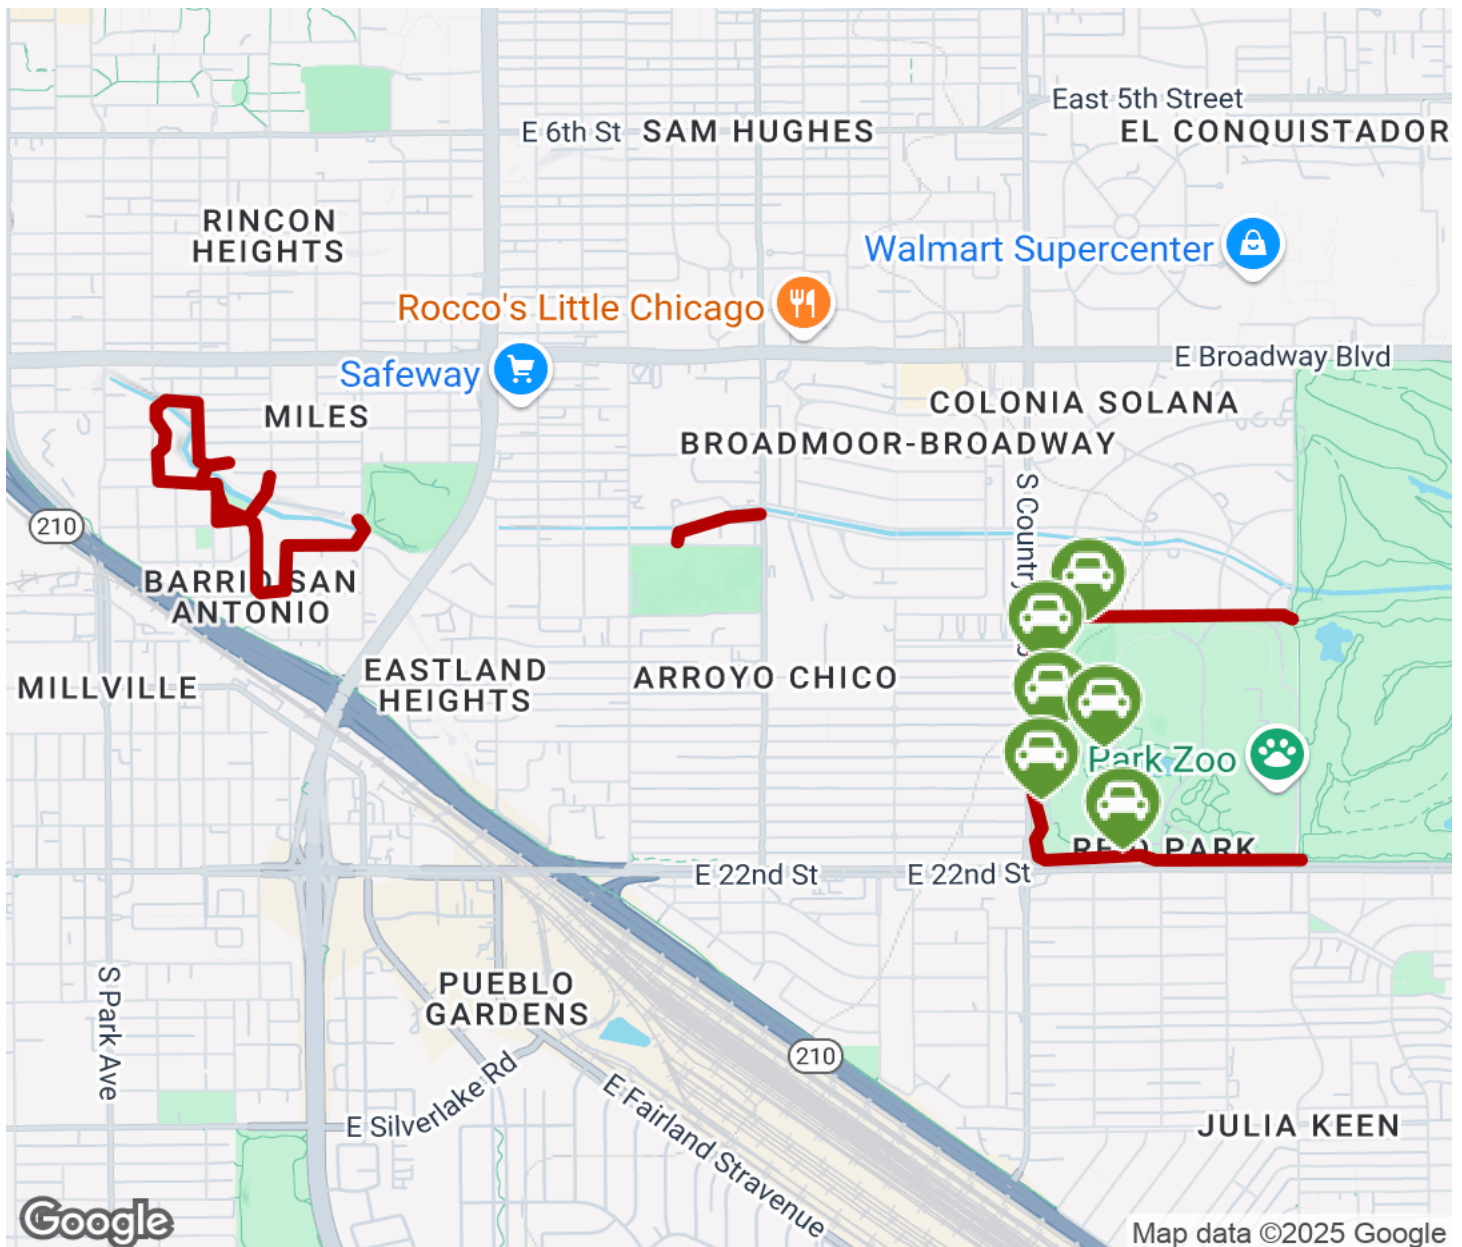 East 5th Street
E 6th St
SAM HUGHES
EL CONQUISTADOR
RINCON
HEIGHTS
Walmart Supercenter
Rocco's Little Chicago
E Broadway Blvd
Safeway
COLONIA SOLANA
MILES
BROADMOOR-BROADWAY
210
BARRIO SAN
ANTONIO
EASTLAND
HEIGHTS
ARROYO CHICO
MILLVILLE
Park Zoo
PARK
E 22nd St
E 22nd St
S Park Ave
PUEBLO
GARDENS
210
E Silverlake Rd
E Fairland Stravenue
JULIA KEEN
Google
Map data ©2025 Google